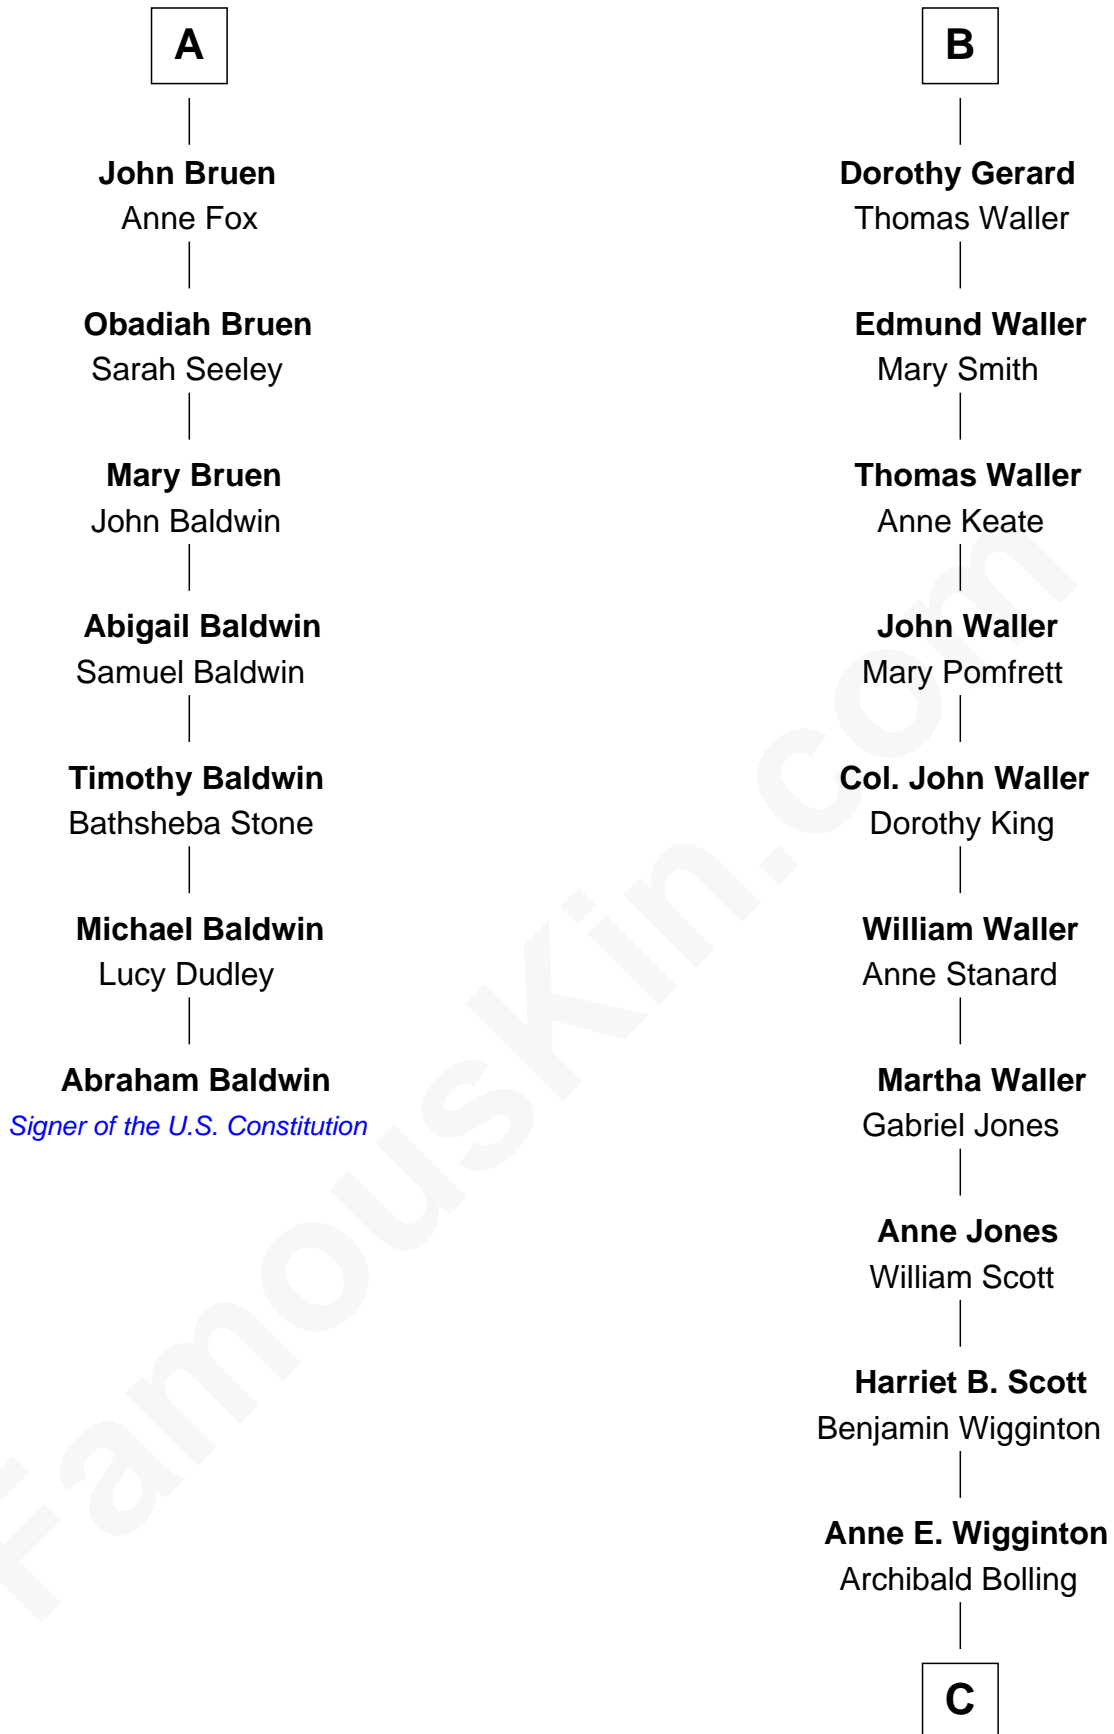 A
John Bruen
Anne Fox
Obadiah Bruen
Sarah Seeley
Mary Bruen
John Baldwin
Abigail Baldwin
Samuel Baldwin
Timothy Baldwin
Bathsheba Stone
Michael Baldwin
Lucy Dudley
Abraham Baldwin
Signer of the U.S. Constitution
B
Dorothy Gerard
Thomas Waller
Edmund Waller
Mary Smith
Thomas Waller
Anne Keate
John Waller
Mary Pomfrett
Col. John Waller
Dorothy King
William Waller
Anne Stanard
Martha Waller
Gabriel Jones
Anne Jones
William Scott
Harriet B. Scott
Benjamin Wigginton
Anne E. Wigginton
Archibald Bolling
C
FamousKin.com